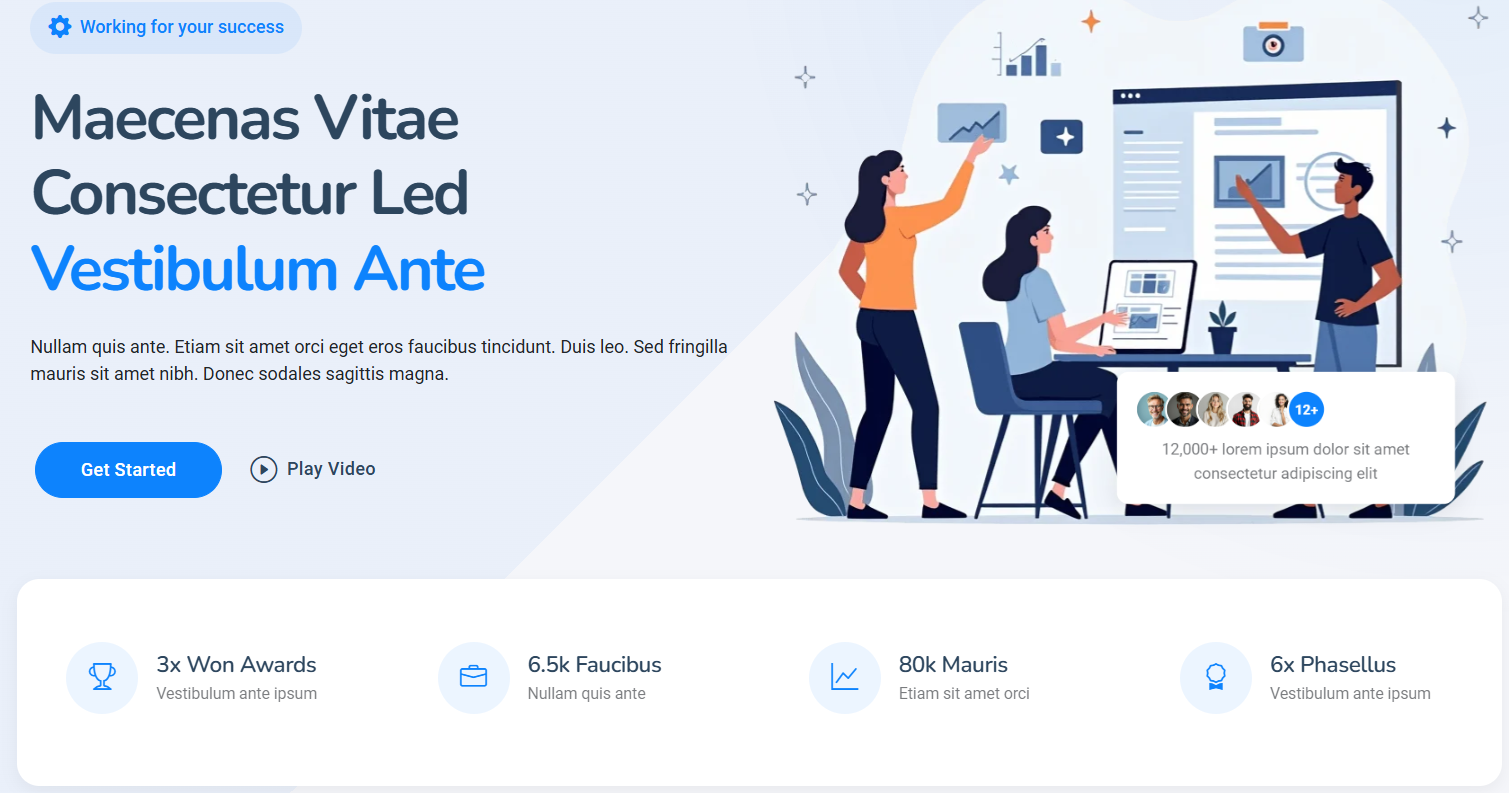 Working for your success
Maecenas Vitae
Consectetur Led
Vestibulum Ante
Nullam quis ante. Etiam sit amet orci eget eros faucibus tincidunt. Duis leo. Sed fringilla
mauris sit amet nibh. Donec sodales sagittis magna.
Get Started
Play Video
12+
12,000+ lorem ipsum dolor sit amet
consectetur adipiscing elit
3x Won Awards
Vestibulum ante ipsum
6.5k Faucibus
Nullam quis ante
80k Mauris
Etiam sit amet orci
6x Phasellus
Vestibulum ante ipsum